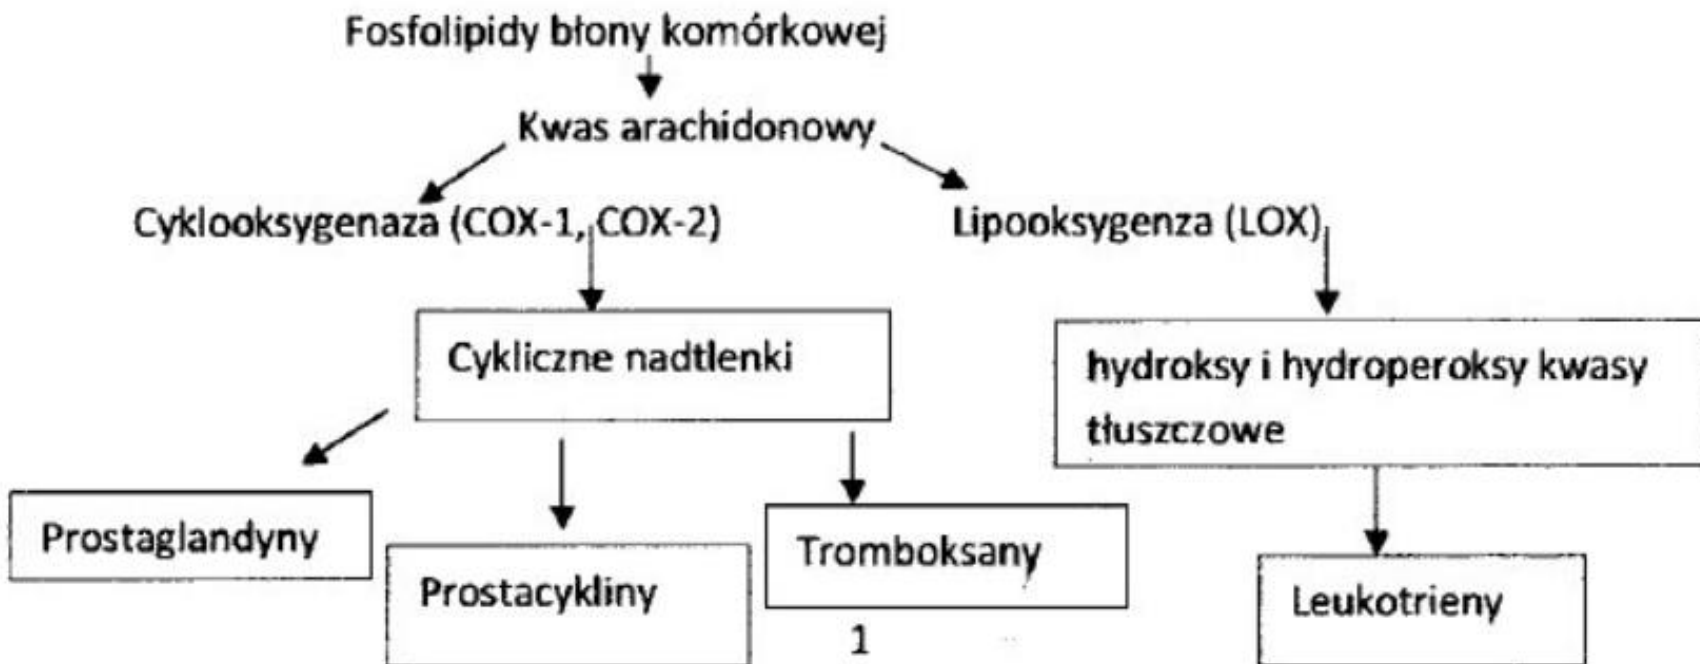 Fosfolipidy błony komórkowej
Kwas arachidonowy
Cyklooksygenaza (COX-1, COX-2)
Lipooksygenza (LOX)
Cykliczne nadtlenki
hydroksy i hydroperoksy kwasy
tłuszczowe
Prostaglandyny
Prostacykliny
Tromboksany
Leukotrieny
1